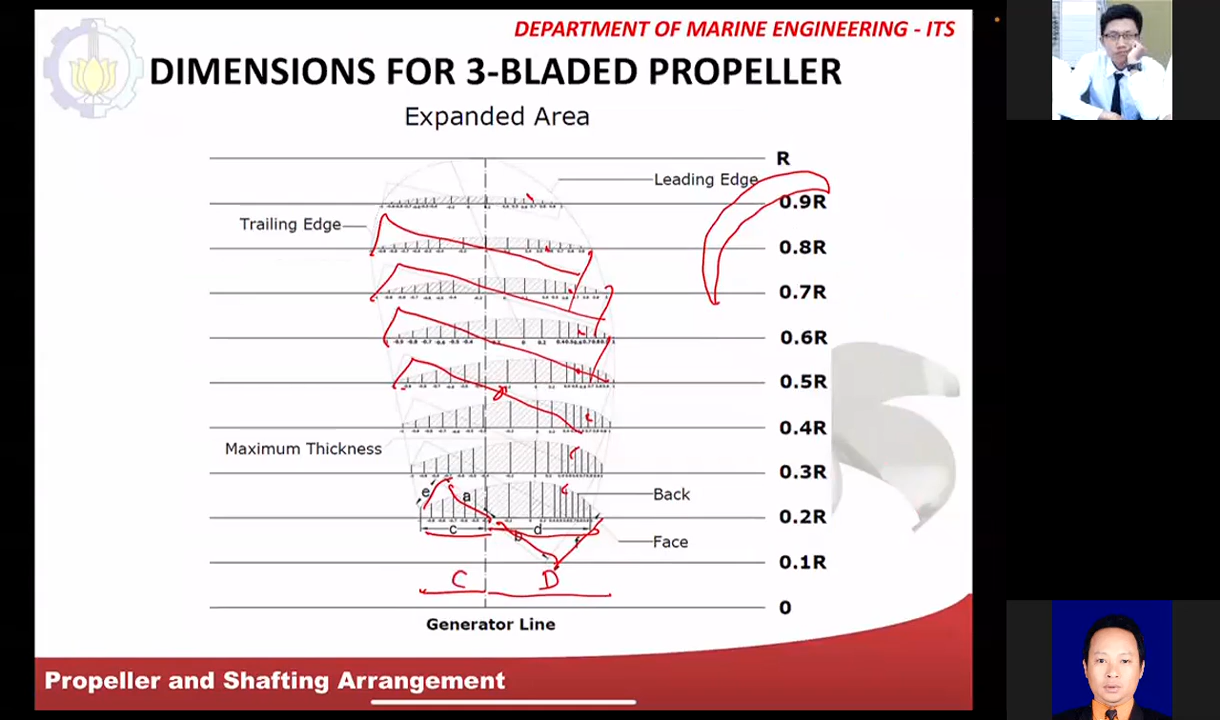 DEPARTMENT OF MARINE ENGINEERING - ITS
DIMENSIONS FOR 3-BLADED PROPELLER
Expanded Area
R
Leading Edge
0.9R
Trailing Edge
0.8R
0.7R
0.6R
0.5R
0.4R
Maximum Thickness
0.3R
e
a
Back
0.2R
c
d
b
f
Face
0.1R
C
D
0
Generator Line
Propeller and Shafting Arrangement